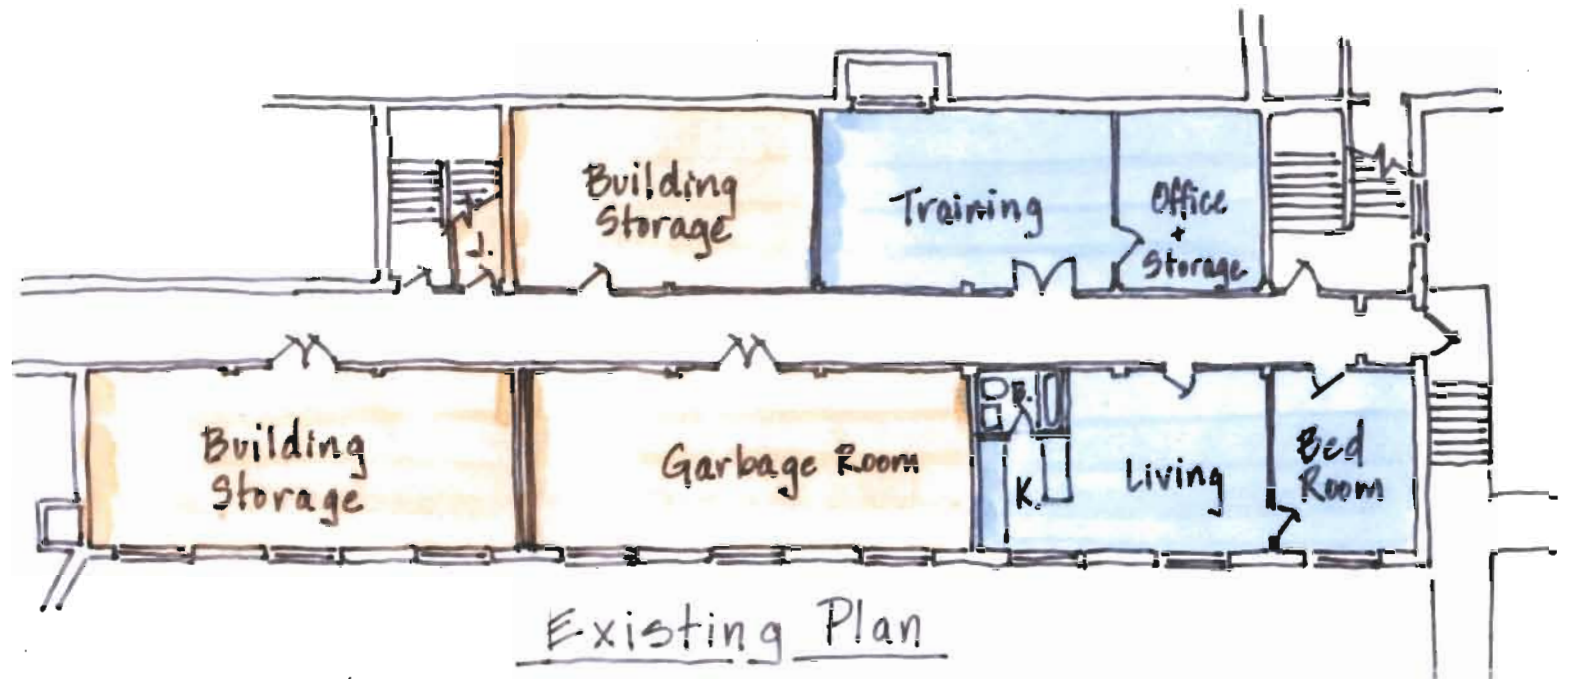 Building
Storage
J.
Training
Office
+
Storage
Building
Storage
Garbage Room
B.
K.
Living
Bed
Room
Existing Plan